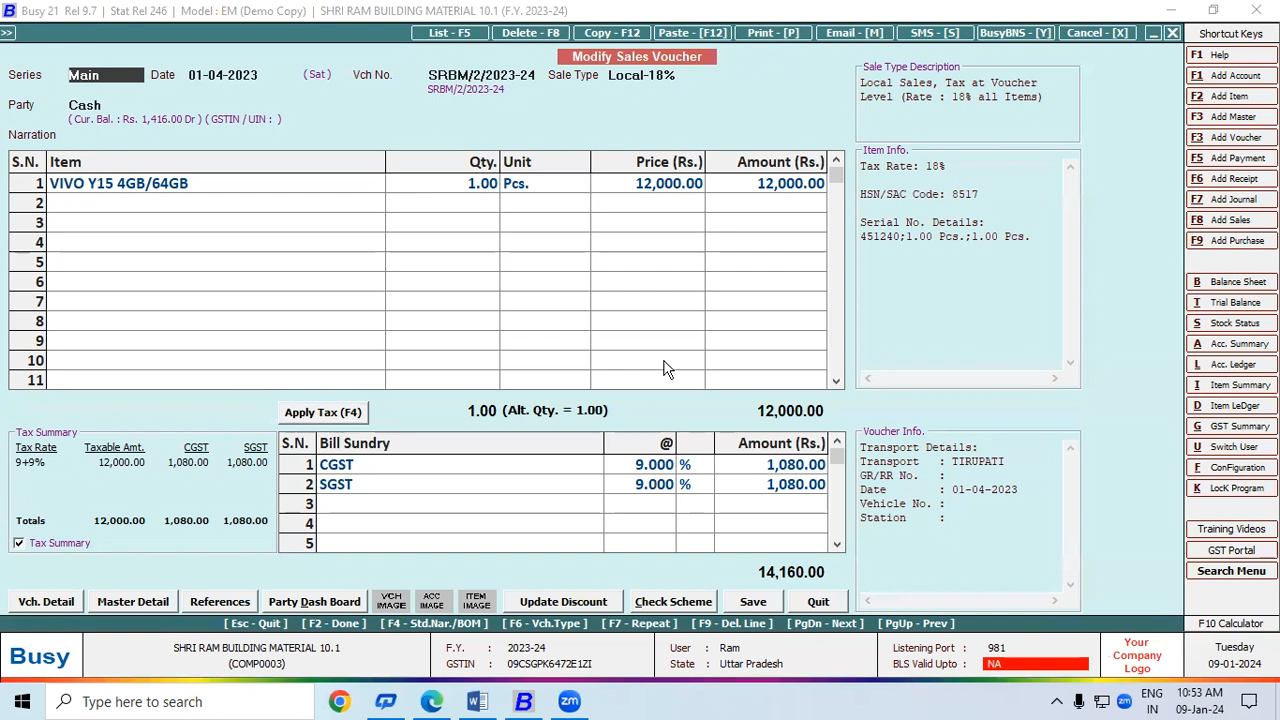 Busy 21 Rel 9.7 | Stat Rel 246 | Model : EM (Demo Copy) | SHRI RAM BUILDING MATERIAL 10.1 (F.Y. 2023-24)
>> List - F5 Delete - F8 Copy - F12 Paste - [F12] Print - [P] Email - [M] SMS - [S] BusyBNS - [Y] Cancel - [X] Shortcut Keys
Modify Sales Voucher
Series Main Date 01-04-2023 (Sat) Vch No. SRBM/2/2023-24 Sale Type Local-18%
SRBM/2/2023-24
Party Cash
( Cur. Bal : Rs. 1,416.00 Dr ) ( GSTIN / UIN : )
Narration
Sale Type Description
Local Sales, Tax at Voucher
Level (Rate : 18% all Items)
S.N. Item Qty. Unit Price (Rs.) Amount (Rs.)
1 VIVO Y15 4GB/64GB 1.00 Pcs. 12,000.00 12,000.00
2
3
4
5
6
7
8
9
10
11
Item Info.
Tax Rate: 18%
HSN/SAC Code: 8517
Serial No. Details:
451240;1.00 Pcs.;1.00 Pcs.
Apply Tax (F4) 1.00 (Alt. Qty. = 1.00) 12,000.00
Tax Summary
Tax Rate Taxable Amt. CGST SGST
9+9% 12,000.00 1,080.00 1,080.00
Totals 12,000.00 1,080.00 1,080.00
Tax Summary
S.N. Bill Sundry @ Amount (Rs.)
1 CGST 9.000 % 1,080.00
2 SGST 9.000 % 1,080.00
3
4
5
14,160.00
Voucher Info.
Transport Details:
Transport : TIRUPATI
GR/RR No. :
Date : 01-04-2023
Vehicle No. :
Station :
Vch. Detail Master Detail References Party Dash Board VCH IMAGE ACC IMAGE ITEM IMAGE Update Discount Check Scheme Save Quit
[ Esc - Quit ] [ F2 - Done ] [ F4 - Std.Nar./BOM ] [ F6 - Vch.Type ] [ F7 - Repeat ] [ F9 - Del. Line ] [ PgDn - Next ] [ PgUp - Prev ]
F1 Help
F1 Add Account
F2 Add Item
F3 Add Master
F3 Add Voucher
F5 Add Payment
F6 Add Receipt
F7 Add Journal
F8 Add Sales
F9 Add Purchase
B Balance Sheet
T Trial Balance
S Stock Status
A Acc. Summary
L Acc. Ledger
I Item Summary
D Item LeDger
G GST Summary
U Switch User
F ConFiguration
K LocK Program
Training Videos
GST Portal
Search Menu
F10 Calculator
Busy
SHRI RAM BUILDING MATERIAL 10.1
(COMP0003)
F.Y. : 2023-24
GSTIN : 09CSGPK6472E1ZI
User : Ram
State : Uttar Pradesh
Listening Port : 981
BLS Valid Upto : NA
Your
Company
Logo
Tuesday
09-01-2024
Type here to search
B
zm
ENG
IN
10:53 AM
09-Jan-24